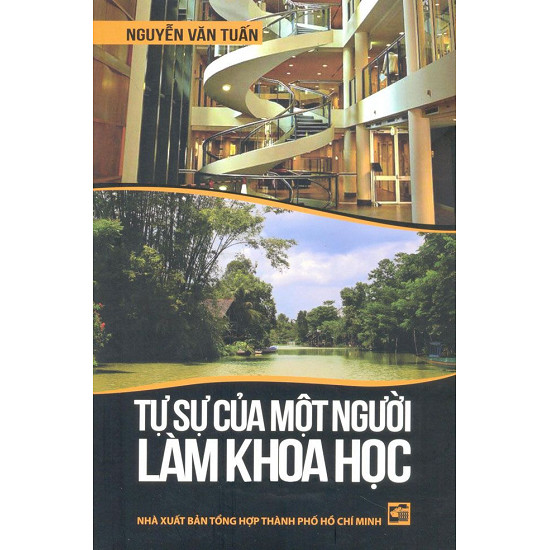 NGUYỄN VĂN TUẤN
TỰ SỰ CỦA MỘT NGƯỜI
LÀM KHOA HỌC
NHÀ XUẤT BẢN TỔNG HỢP THÀNH PHỐ HỒ CHÍ MINH